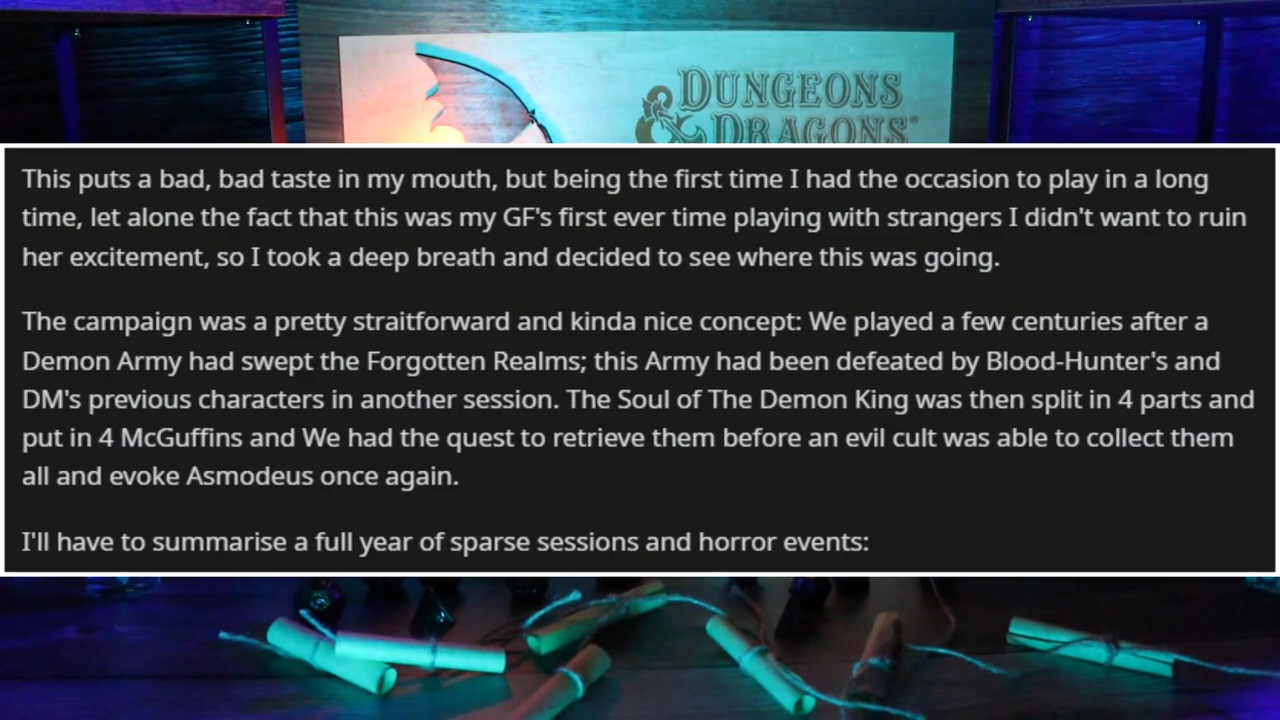 DUNGEONS
& DRAGONS®
This puts a bad, bad taste in my mouth, but being the first time I had the occasion to play in a long
time, let alone the fact that this was my GF's first ever time playing with strangers I didn't want to ruin
her excitement, so I took a deep breath and decided to see where this was going.
The campaign was a pretty straitforward and kinda nice concept: We played a few centuries after a
Demon Army had swept the Forgotten Realms; this Army had been defeated by Blood-Hunter's and
DM's previous characters in another session. The Soul of The Demon King was then split in 4 parts and
put in 4 McGuffins and We had the quest to retrieve them before an evil cult was able to collect them
all and evoke Asmodeus once again.
I'll have to summarise a full year of sparse sessions and horror events: